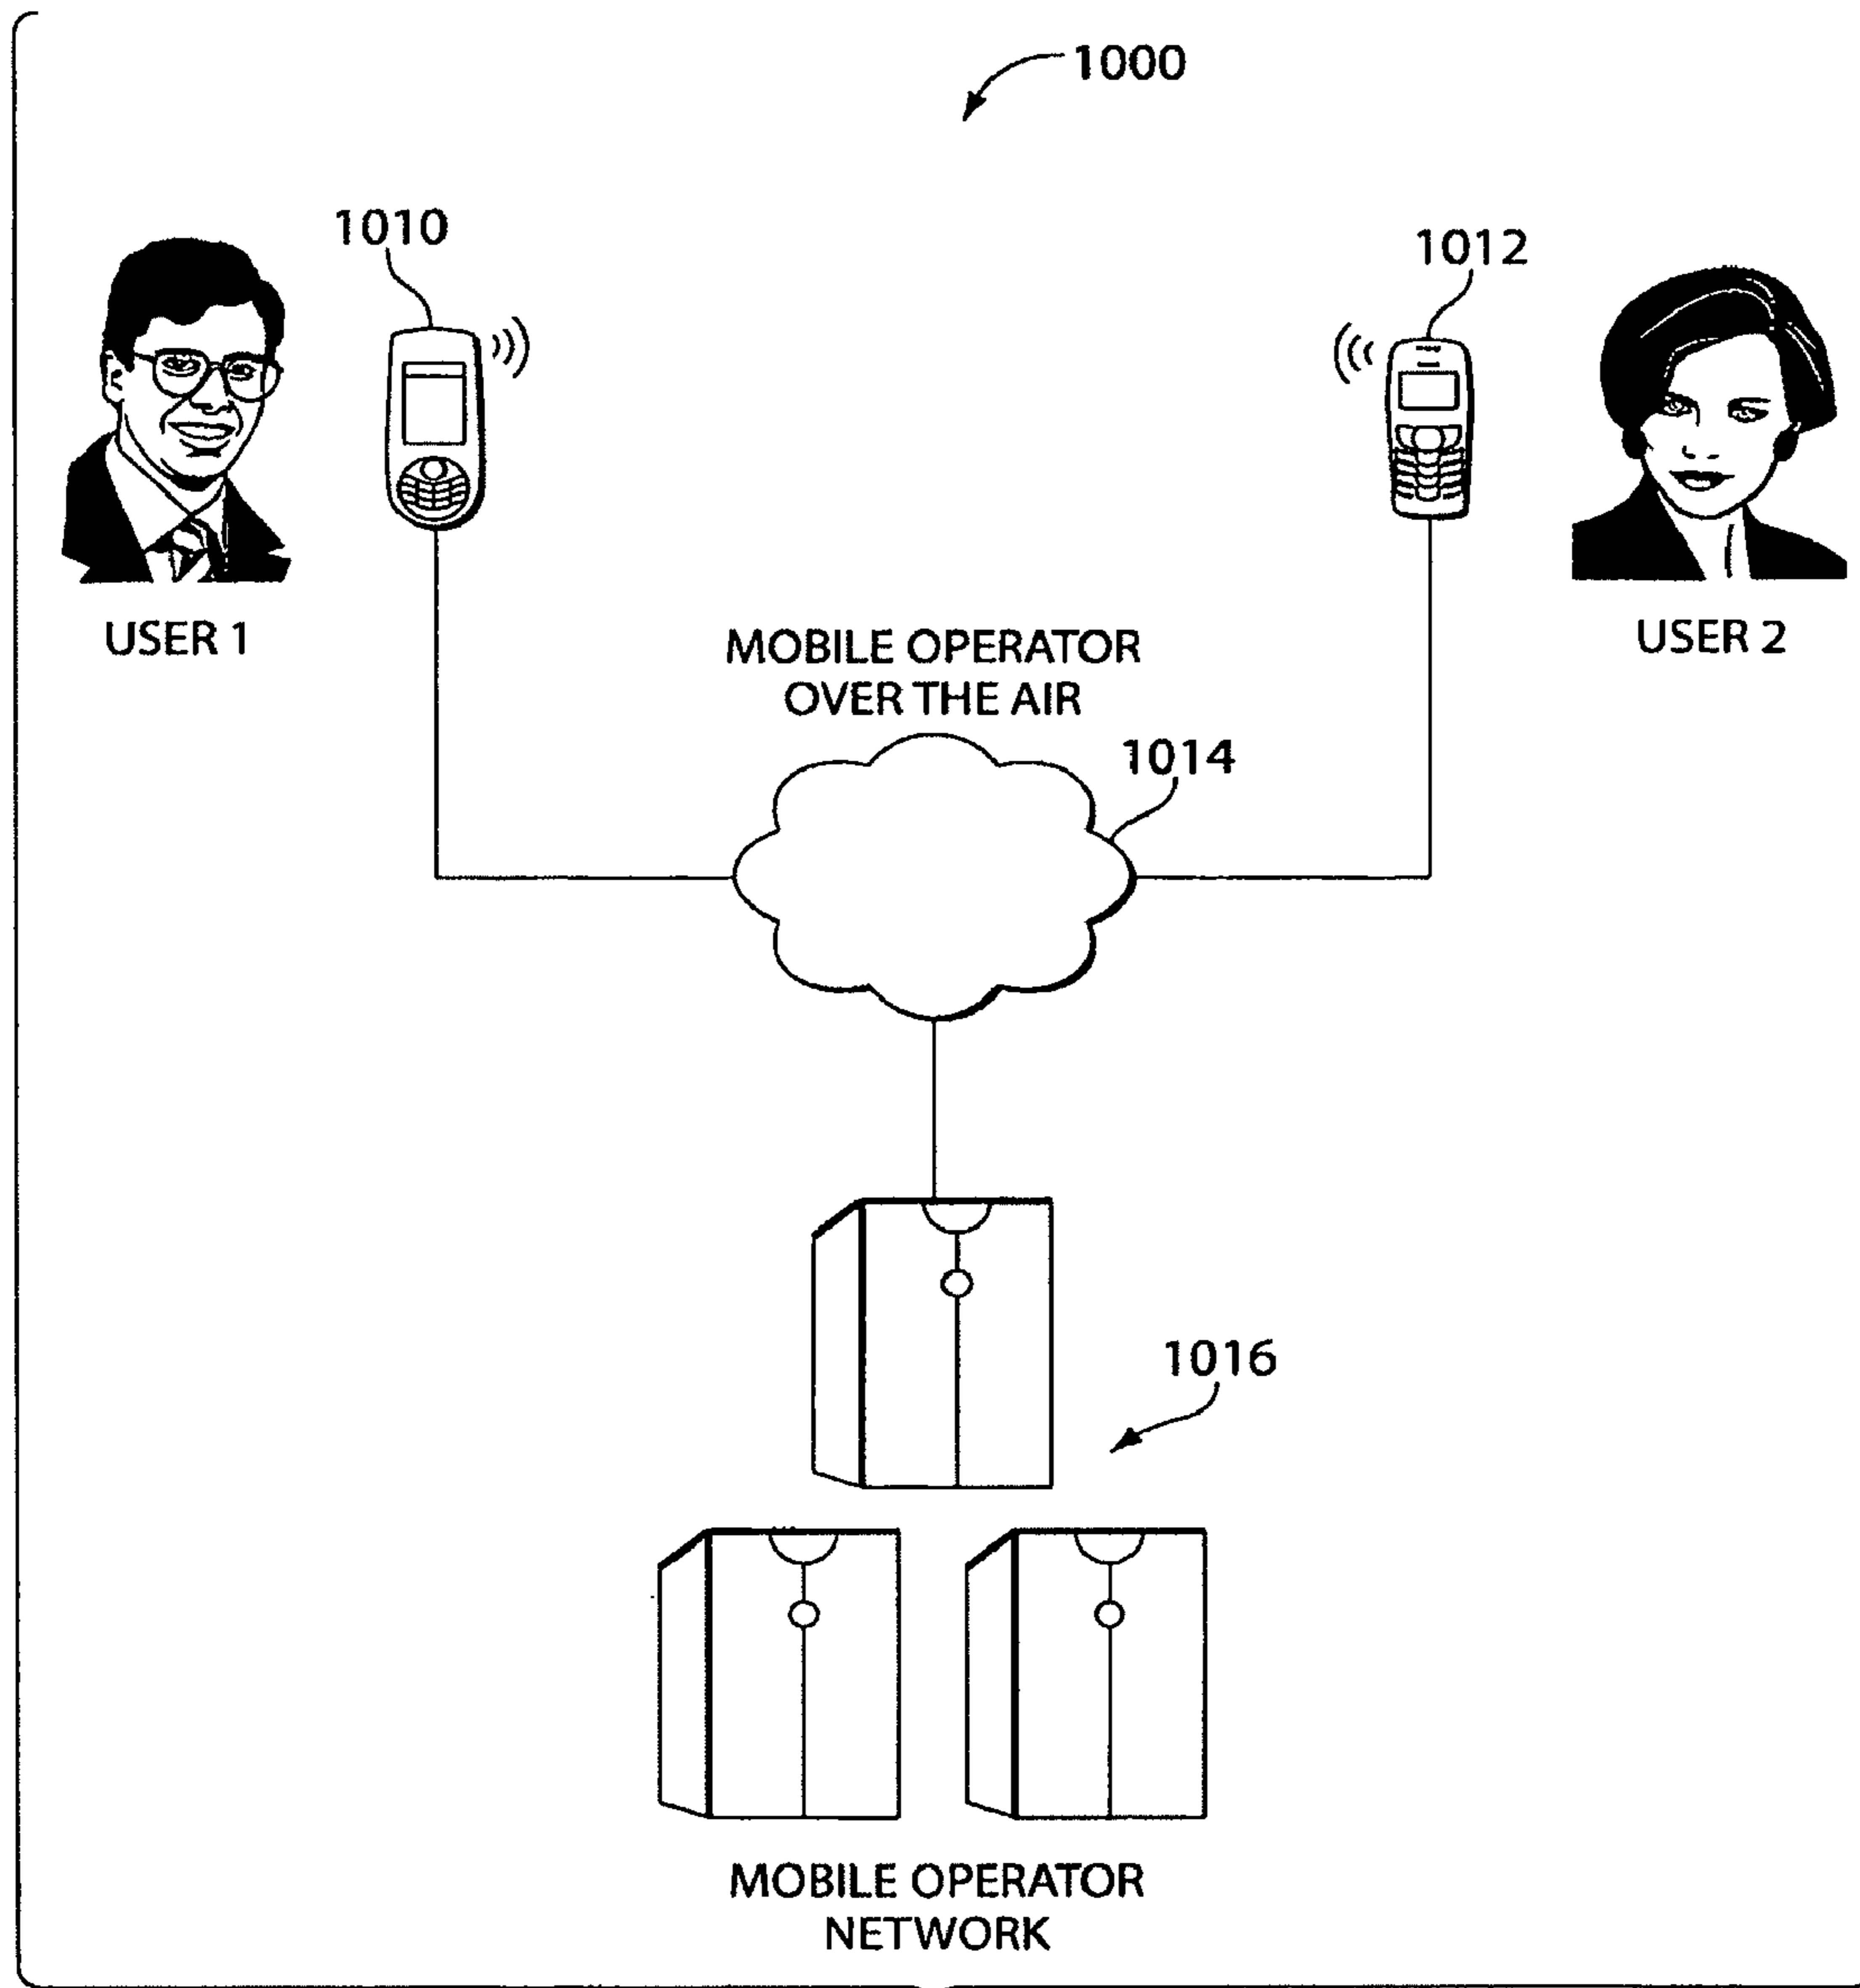 1000
1010
1012
USER 1
USER 2
MOBILE OPERATOR
OVER THE AIR
1014
1016
MOBILE OPERATOR
NETWORK